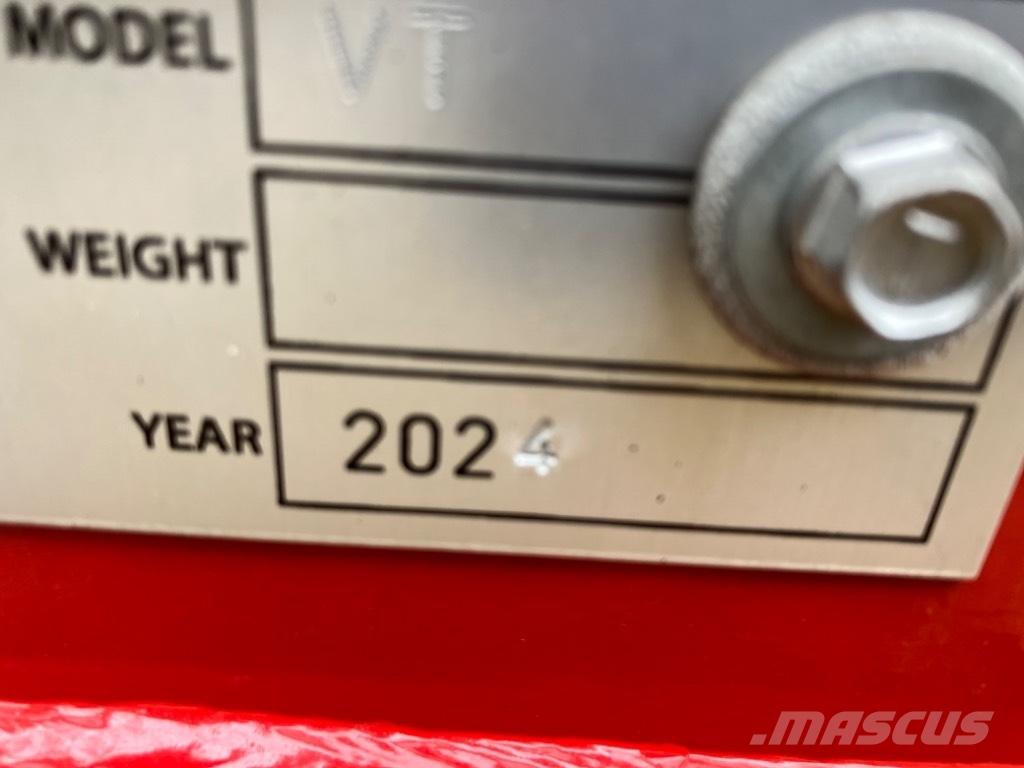 MODEL VT
WEIGHT
YEAR 2024
.MASCUS